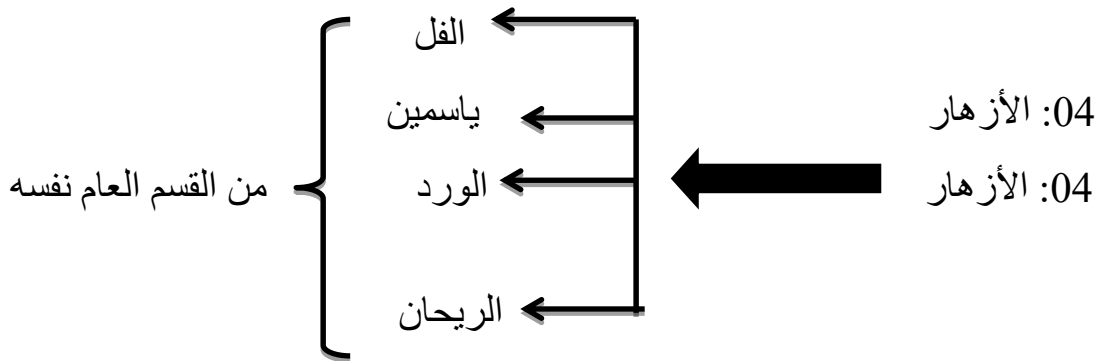 الفل
04: الأزهار
ياسمين
04: الأزهار
الورد
من القسم العام نفسه
الريحان